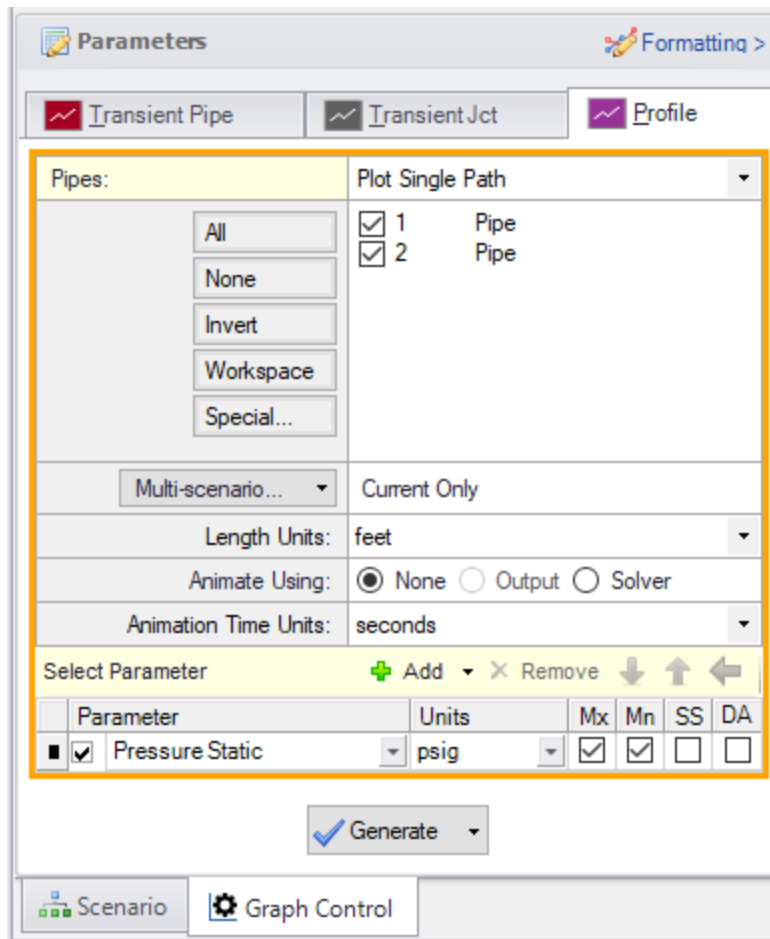 Parameters Formatting >
Transient Pipe Transient Jct Profile
Pipes: Plot Single Path
All
None
Invert
Workspace
Special...
1 Pipe
2 Pipe
Multi-scenario... Current Only
Length Units: feet
Animate Using: None Output Solver
Animation Time Units: seconds
Select Parameter Add Remove
Parameter Units Mx Mn SS DA
Pressure Static psig
Generate
Scenario Graph Control